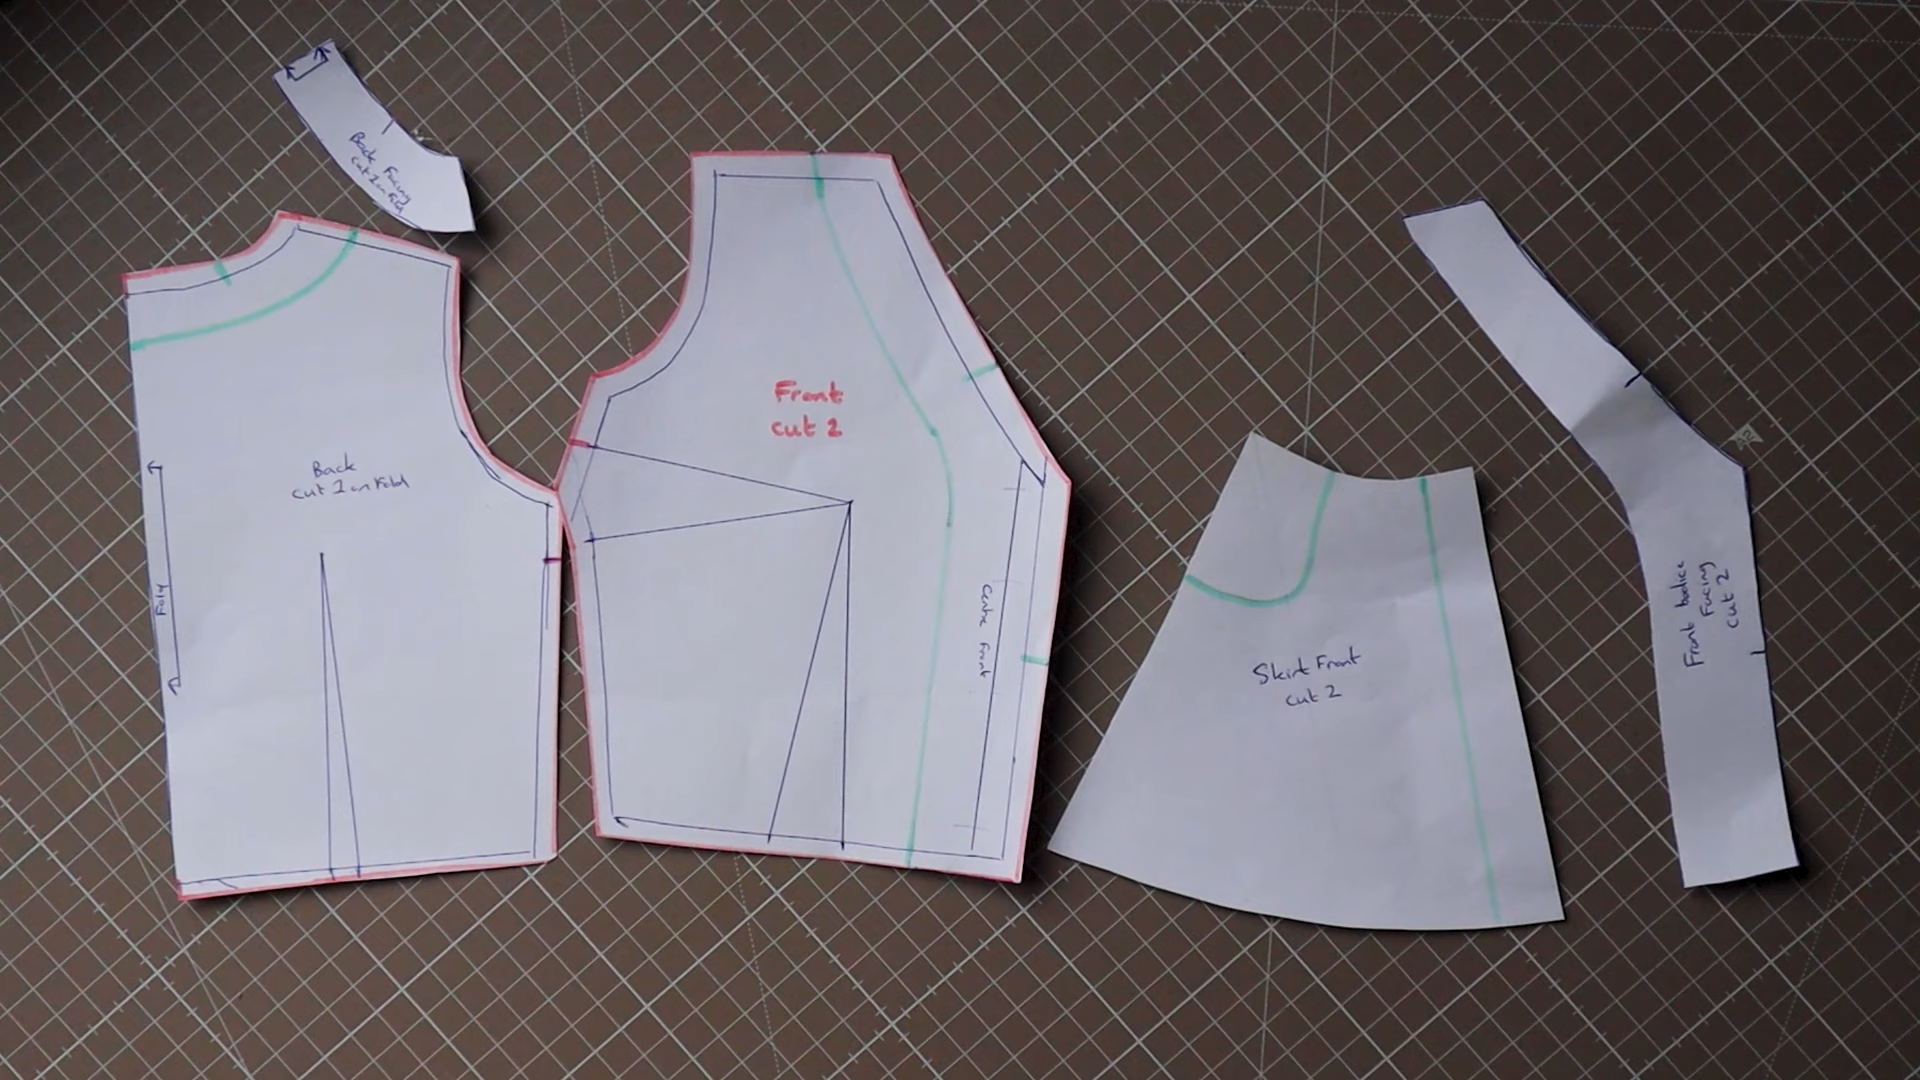 Back Facing
cut 1 on Fold
Back
cut 1 on Fold
Fold
Front
cut 2
Centre Front
Skirt Front
cut 2
Front bodice
Facing
cut 2